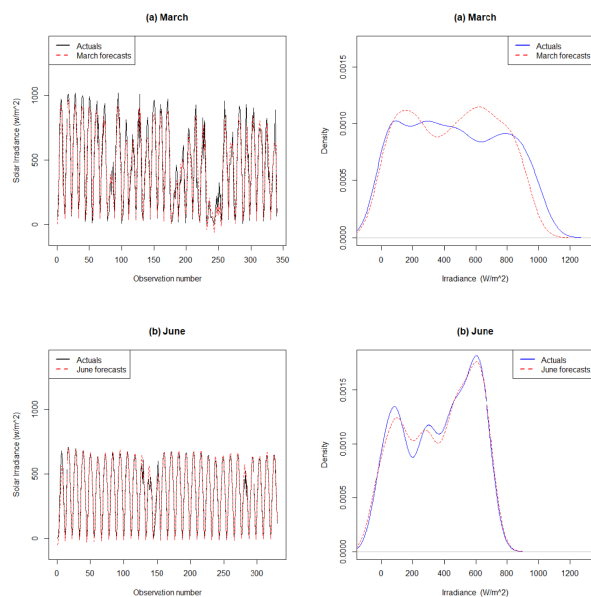 (a) March
Actuals
March forecasts
Solar Irradiance (w/m^2)
0
500
1000
0
50
100
150
200
250
300
350
Observation number
(a) March
Actuals
March forecasts
Density
0.0000
0.0005
0.0010
0.0015
0
200
400
600
800
1000
1200
Irradiance (W/m^2)
(b) June
Actuals
June forecasts
Solar Irradiance (w/m^2)
0
500
1000
0
50
100
150
200
250
300
Observation number
(b) June
Actuals
June forecasts
Density
0.0000
0.0005
0.0010
0.0015
0
200
400
600
800
1000
1200
Irradiance (W/m^2)